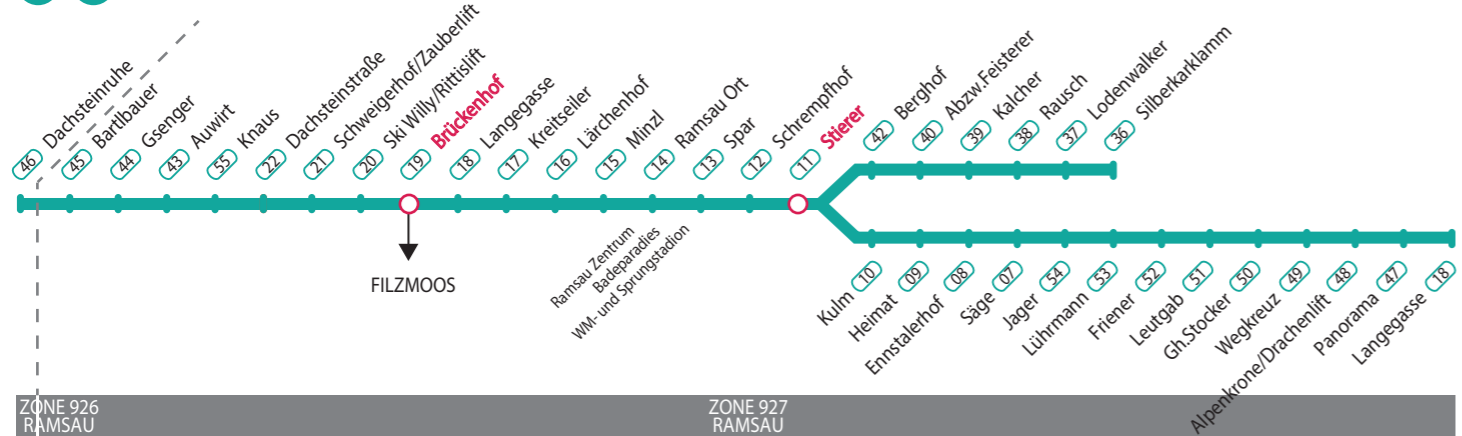 46 Dachsteinruhe
45 Bartlbauer
44 Gsenger
43 Auwirt
55 Knaus
22 Dachsteinstraße
21 Schweigerhof/Zauberlift
20 Ski Willy/Rittislift
19 Brückenhof
18 Langegasse
17 Kreitseiler
16 Lärchenhof
15 Minzl
14 Ramsau Ort
13 Spar
12 Schrempfhof
11 Stierer
42 Berghof
40 Abzw.Feisterer
39 Kalcher
38 Rausch
37 Lodenwalker
36 Silberkarklamm
FILZMOOS
Ramsau Zentrum
Badeparadies
WM- und Sprungstadion
Kulm 10
Heimat 09
Ennstalerhof 08
Säge 07
Jager 54
Lührmann 53
Friener 52
Leutgab 51
Gh.Stocker 50
Wegkreuz 49
Alpenkrone/Drachenlift 48
Panorama 47
Langegasse 18
ZONE 926
RAMSAU
ZONE 927
RAMSAU